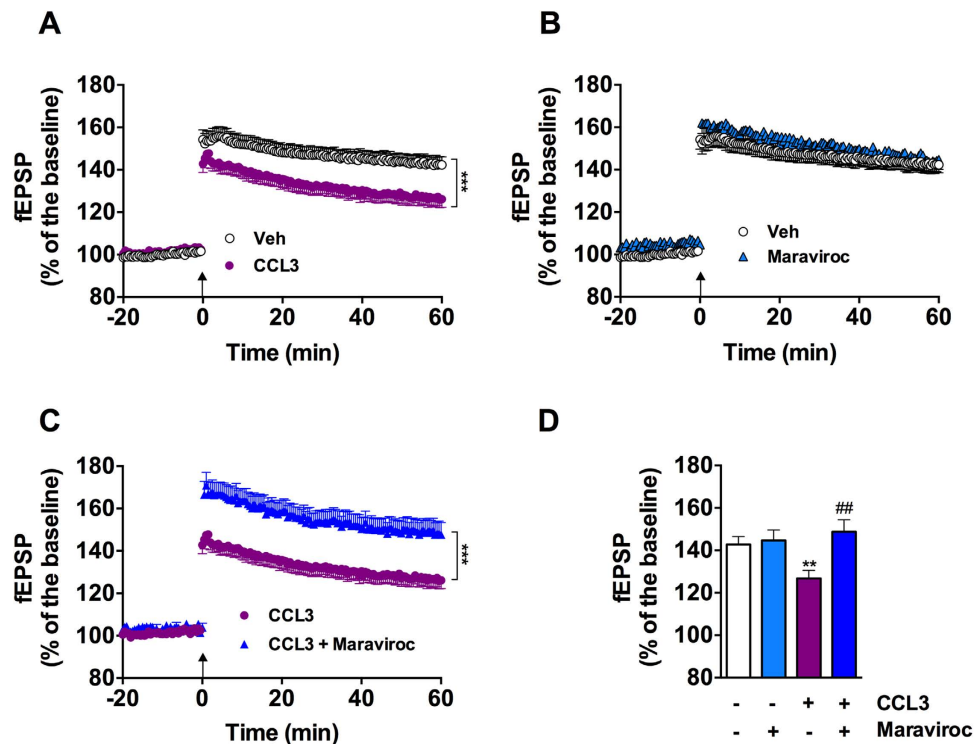 A
fEPSP
(% of the baseline)
180
160
140
120
100
80
***
Veh
CCL3
-20 0 20 40 60
Time (min)
B
fEPSP
(% of the baseline)
180
160
140
120
100
80
Veh
Maraviroc
-20 0 20 40 60
Time (min)
C
fEPSP
(% of the baseline)
180
160
140
120
100
80
***
CCL3
CCL3 + Maraviroc
-20 0 20 40 60
Time (min)
D
fEPSP
(% of the baseline)
180
160
140
120
100
80
##
**
- - + + CCL3
- + - + Maraviroc